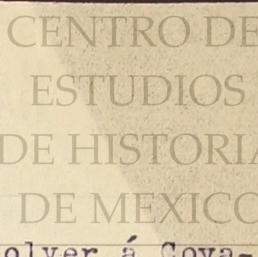 CENTRO DE
ESTUDIOS
DE HISTORIA
DE MEXICO
olver á Cova-